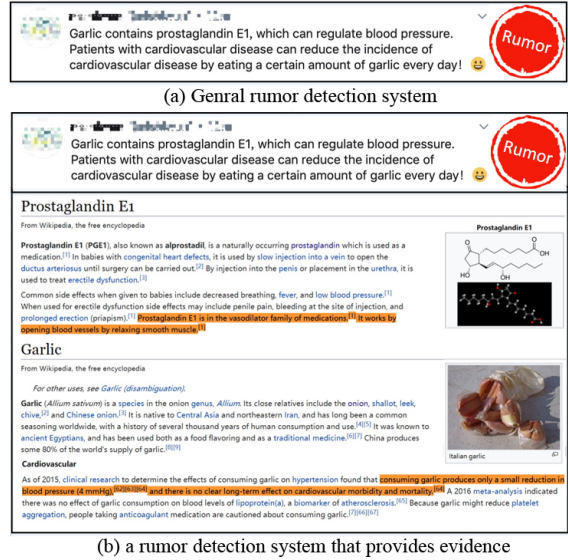 Garlic contains prostaglandin E1, which can regulate blood pressure.
Patients with cardiovascular disease can reduce the incidence of
cardiovascular disease by eating a certain amount of garlic every day!
Rumor
(a) Genral rumor detection system
Garlic contains prostaglandin E1, which can regulate blood pressure.
Patients with cardiovascular disease can reduce the incidence of
cardiovascular disease by eating a certain amount of garlic every day!
Rumor
Prostaglandin E1
From Wikipedia, the free encyclopedia
Prostaglandin E1 (PGE1), also known as alprostadil, is a naturally occurring prostaglandin which is used as a
medication.[1] In babies with congenital heart defects, it is used by slow injection into a vein to open the
ductus arteriosus until surgery can be carried out.[2] By injection into the penis or placement in the urethra, it is
used to treat erectile dysfunction.[3]
Common side effects when given to babies include decreased breathing, fever, and low blood pressure.[1]
When used for erectile dysfunction side effects may include penile pain, bleeding at the site of injection, and
prolonged erection (priapism).[1] Prostaglandin E1 is in the vasodilator family of medications.[1] It works by
opening blood vessels by relaxing smooth muscle.[1]
Prostaglandin E1
O
O
OH
HO
OH
Garlic
From Wikipedia, the free encyclopedia
For other uses, see Garlic (disambiguation).
Garlic (Allium sativum) is a species in the onion genus, Allium. Its close relatives include the onion, shallot, leek,
chive,[2] and Chinese onion.[3] It is native to Central Asia and northeastern Iran, and has long been a common
seasoning worldwide, with a history of several thousand years of human consumption and use.[4][5] It was known to
ancient Egyptians, and has been used both as a food flavoring and as a traditional medicine.[6][7] China produces
some 80% of the world's supply of garlic.[8][9]
Italian garlic
Cardiovascular
As of 2015, clinical research to determine the effects of consuming garlic on hypertension found that consuming garlic produces only a small reduction in
blood pressure (4 mmHg),[62][63][64] and there is no clear long-term effect on cardiovascular morbidity and mortality.[64] A 2016 meta-analysis indicated
there was no effect of garlic consumption on blood levels of lipoprotein(a), a biomarker of atherosclerosis.[65] Because garlic might reduce platelet
aggregation, people taking anticoagulant medication are cautioned about consuming garlic.[7][66][67]
(b) a rumor detection system that provides evidence